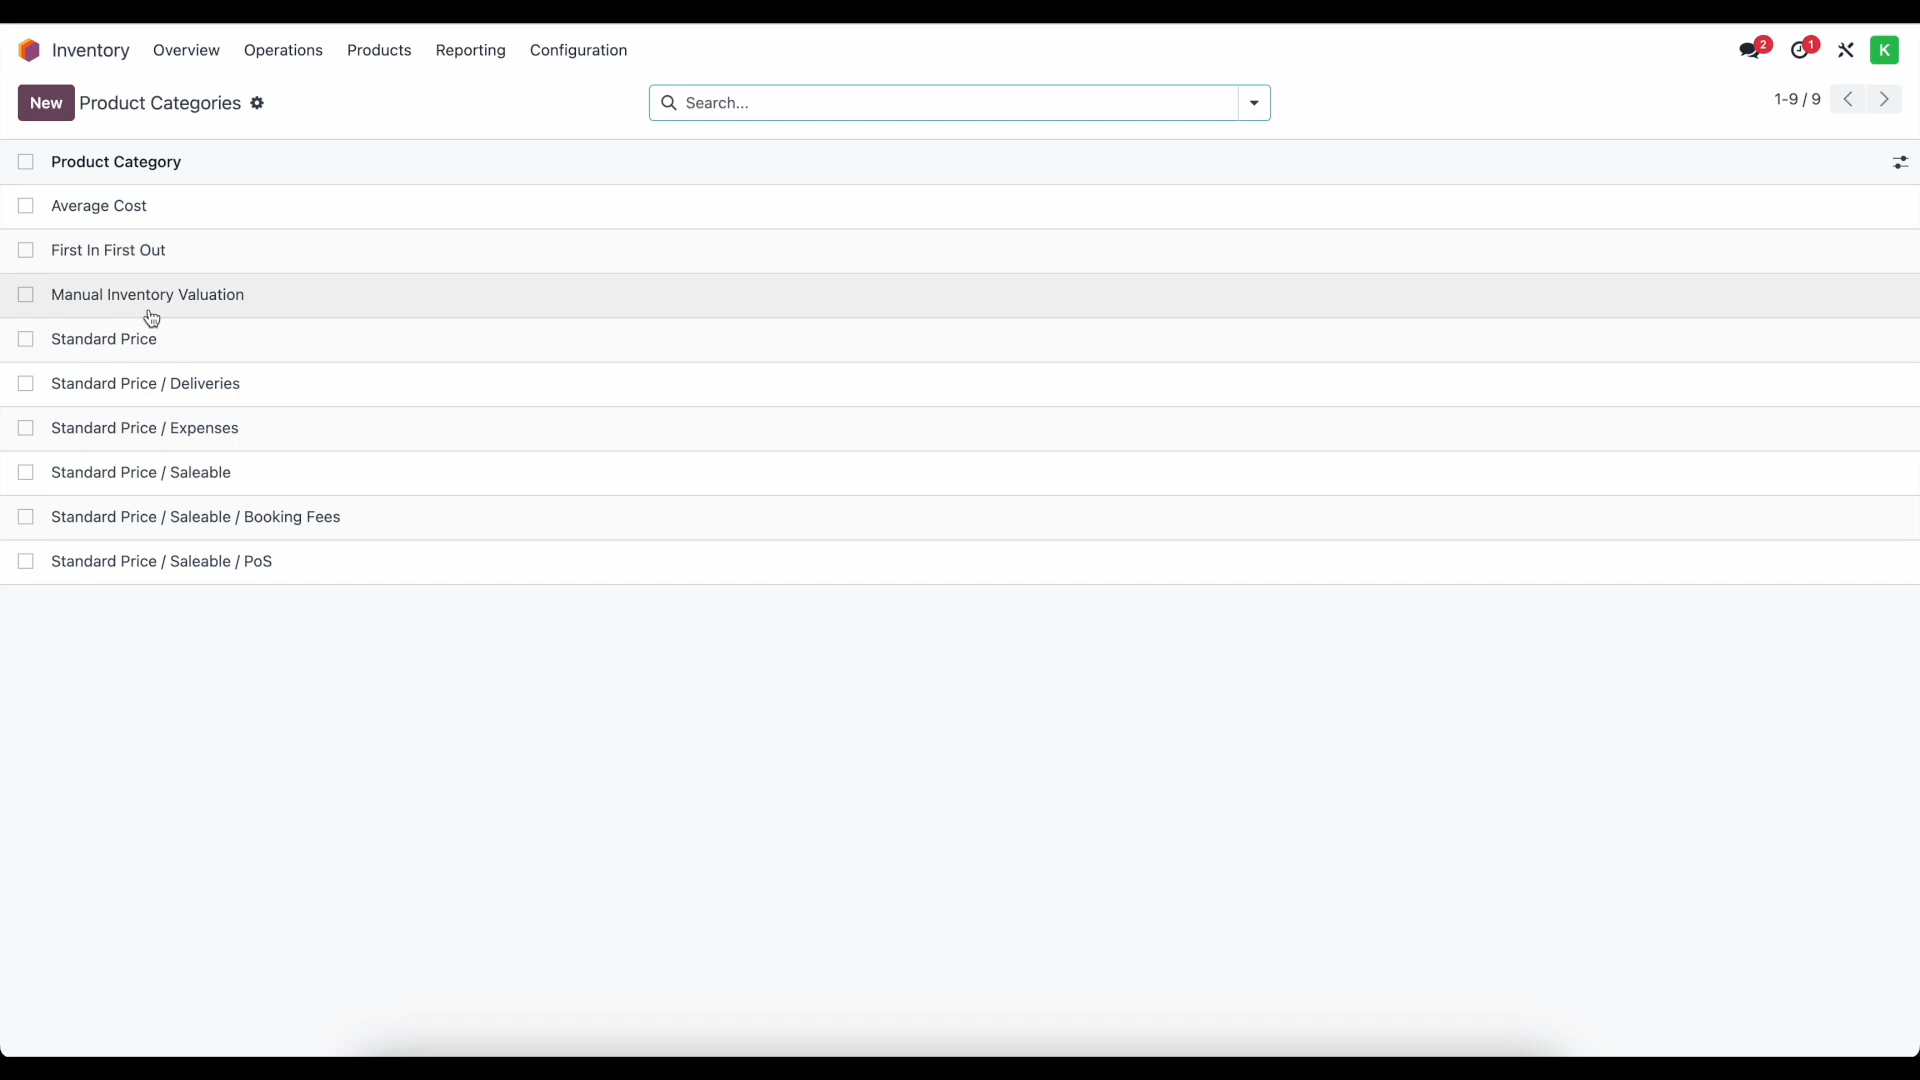 Inventory Overview Operations Products Reporting Configuration 2 1 K
New Product Categories Search... 1-9 / 9
Product Category
Average Cost
First In First Out
Manual Inventory Valuation
Standard Price
Standard Price / Deliveries
Standard Price / Expenses
Standard Price / Saleable
Standard Price / Saleable / Booking Fees
Standard Price / Saleable / PoS